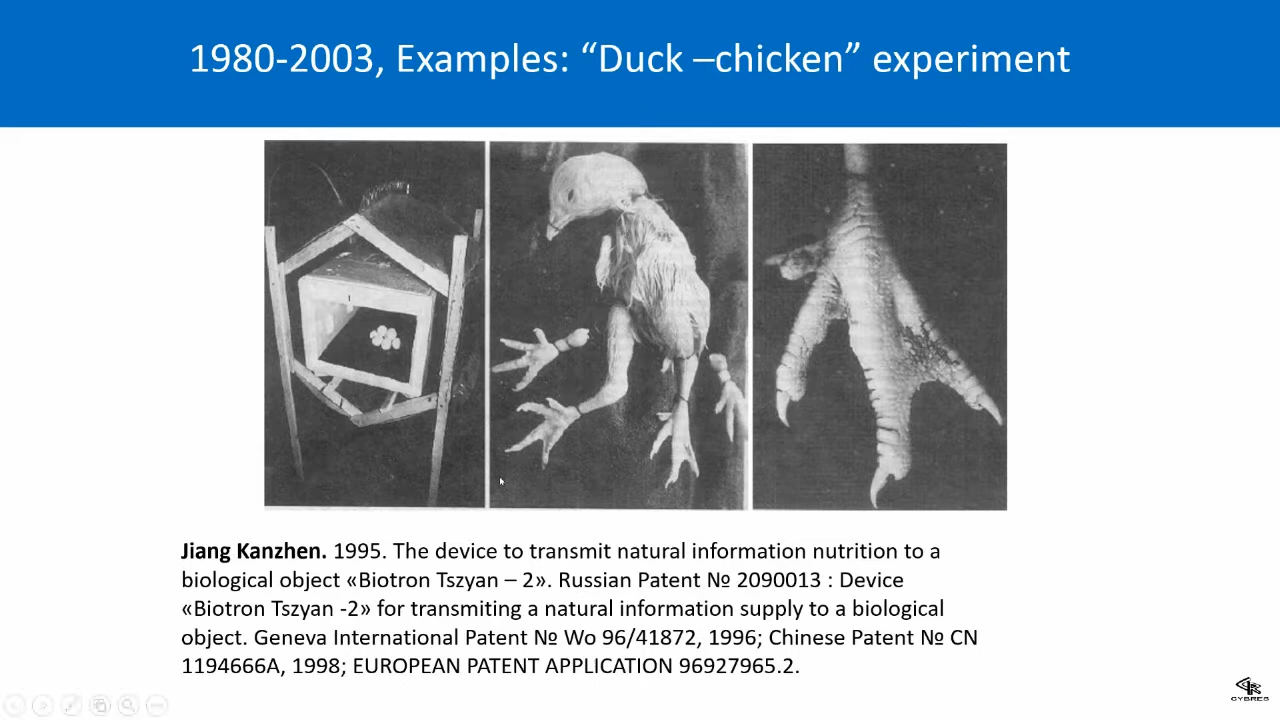 1980-2003, Examples: “Duck –chicken” experiment
Jiang Kanzhen. 1995. The device to transmit natural information nutrition to a
biological object «Biotron Tszyan – 2». Russian Patent № 2090013 : Device
«Biotron Tszyan -2» for transmiting a natural information supply to a biological
object. Geneva International Patent № Wo 96/41872, 1996; Chinese Patent № CN
1194666A, 1998; EUROPEAN PATENT APPLICATION 96927965.2.
CYBRES